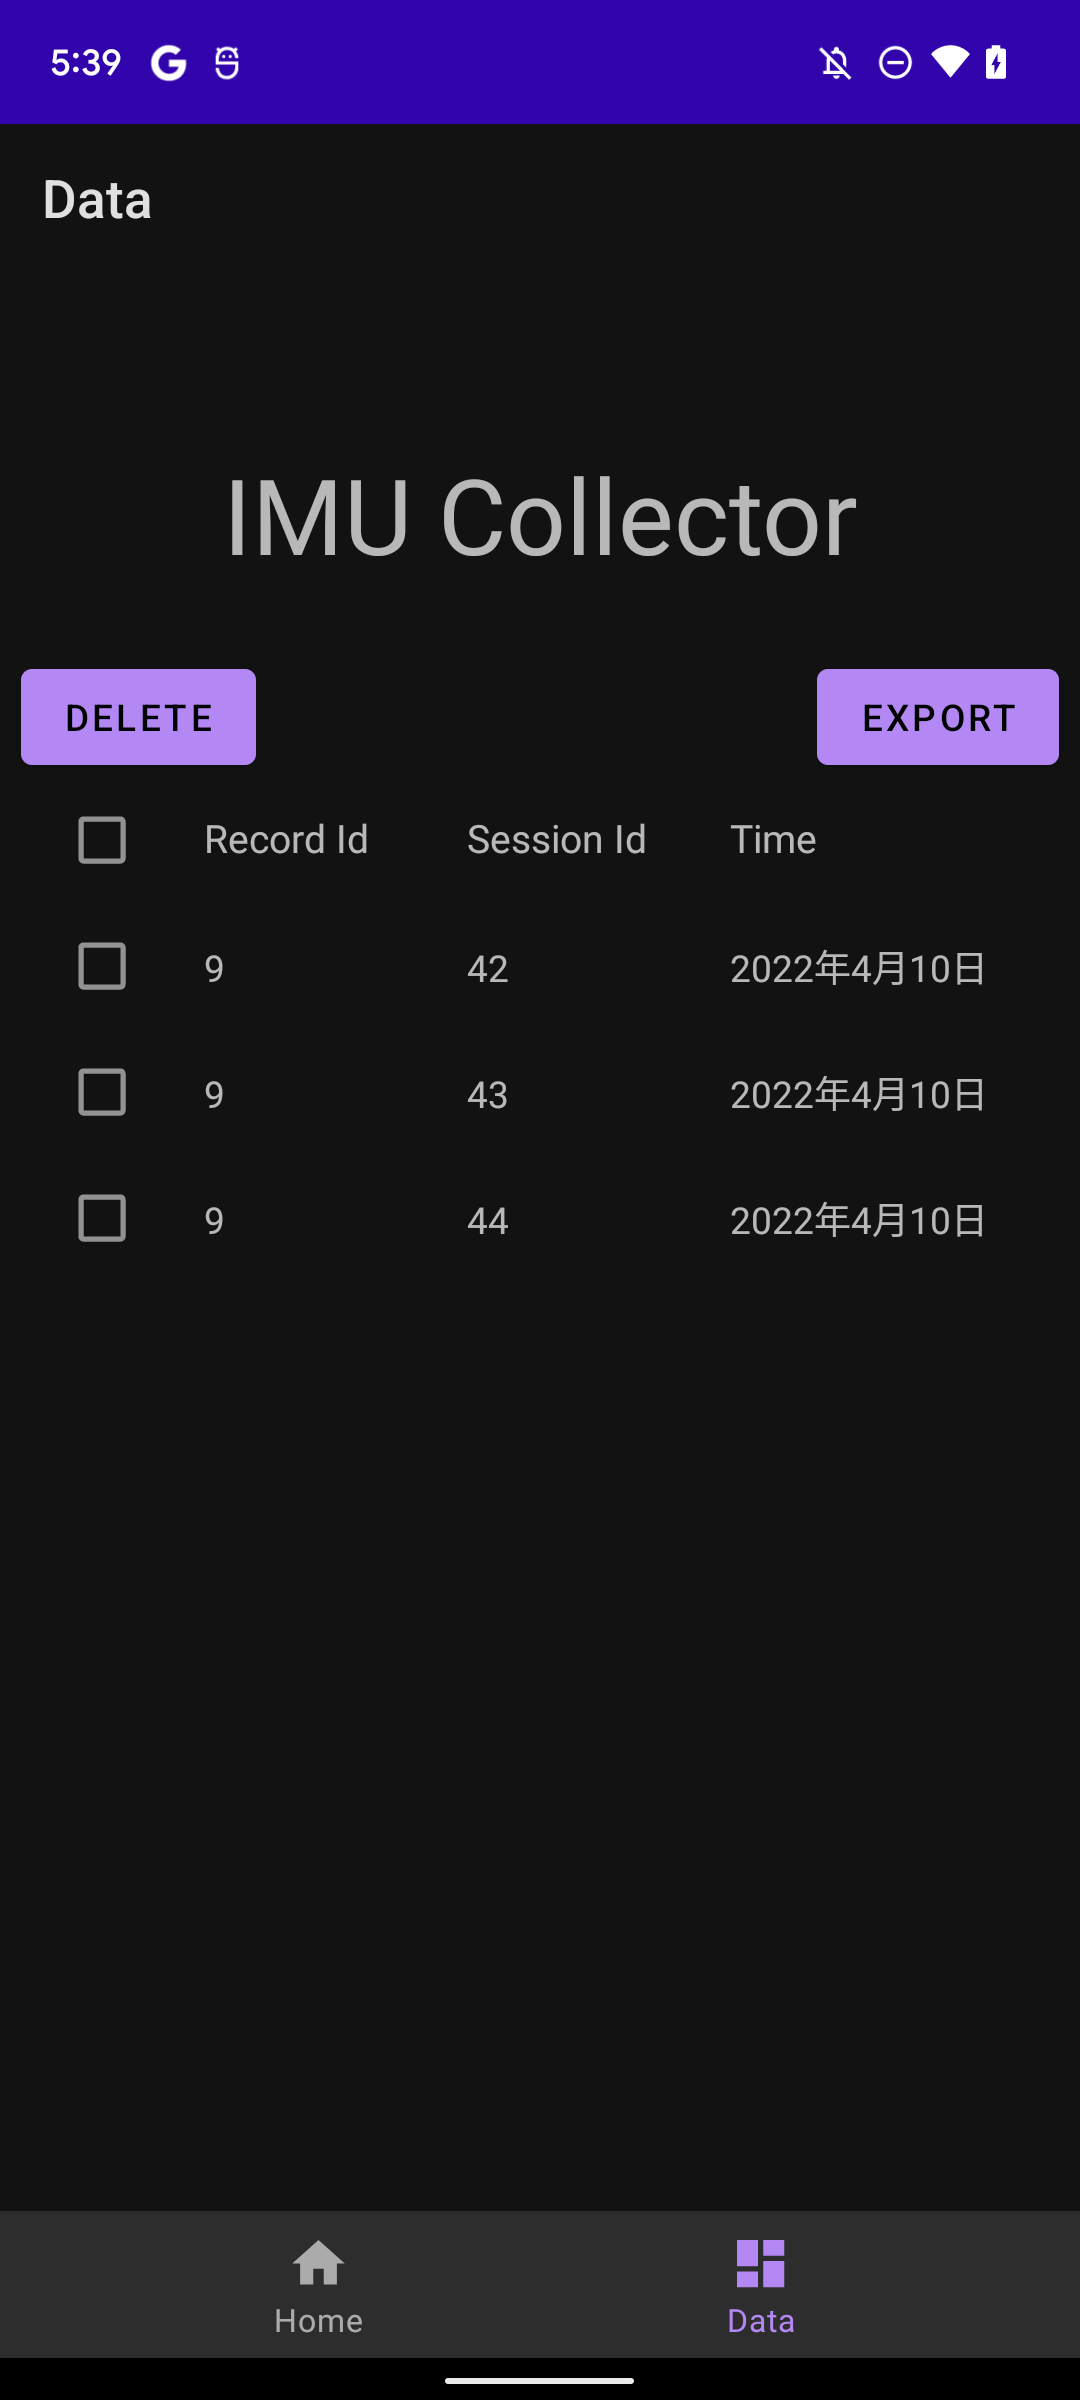 5:39
Data
IMU Collector
DELETE EXPORT
Record Id Session Id Time
9 42 2022年4月10日
9 43 2022年4月10日
9 44 2022年4月10日
Home Data